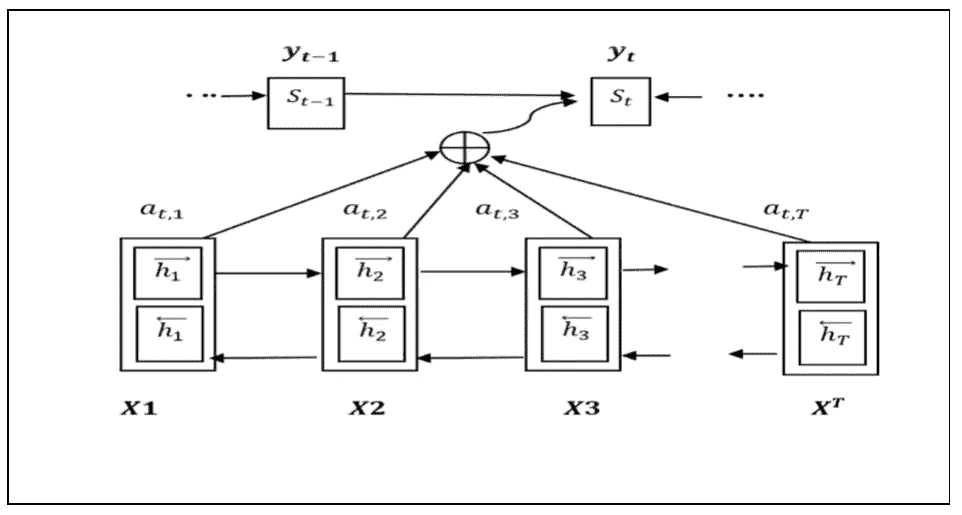 y_{t−1} y_t
· ·· S_{t−1} S_t ····
a_{t,1} a_{t,2} a_{t,3} a_{t,T}
\overrightarrow{h_1} \overrightarrow{h_2} \overrightarrow{h_3} \overrightarrow{h_T}
\overleftarrow{h_1} \overleftarrow{h_2} \overleftarrow{h_3} \overleftarrow{h_T}
X1 X2 X3 X^T